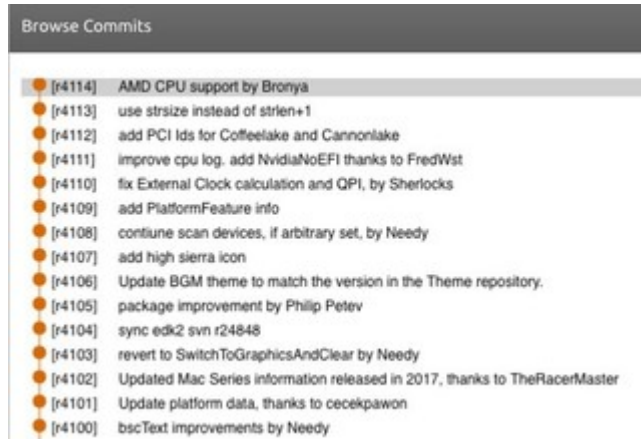 Browse Commits
[r4114] AMD CPU support by Bronya
[r4113] use strsize instead of strlen+1
[r4112] add PCI Ids for Coffeelake and Cannonlake
[r4111] improve cpu log. add NvidiaNoEFI thanks to FredWst
[r4110] fix External Clock calculation and QPI, by Sherlocks
[r4109] add PlatformFeature info
[r4108] contiune scan devices, if arbitrary set, by Needy
[r4107] add high sierra icon
[r4106] Update BGM theme to match the version in the Theme repository.
[r4105] package improvement by Philip Petev
[r4104] sync edk2 svn r24848
[r4103] revert to SwitchToGraphicsAndClear by Needy
[r4102] Updated Mac Series information released in 2017, thanks to TheRacerMaster
[r4101] Update platform data, thanks to cecekpawon
[r4100] bscText improvements by Needy